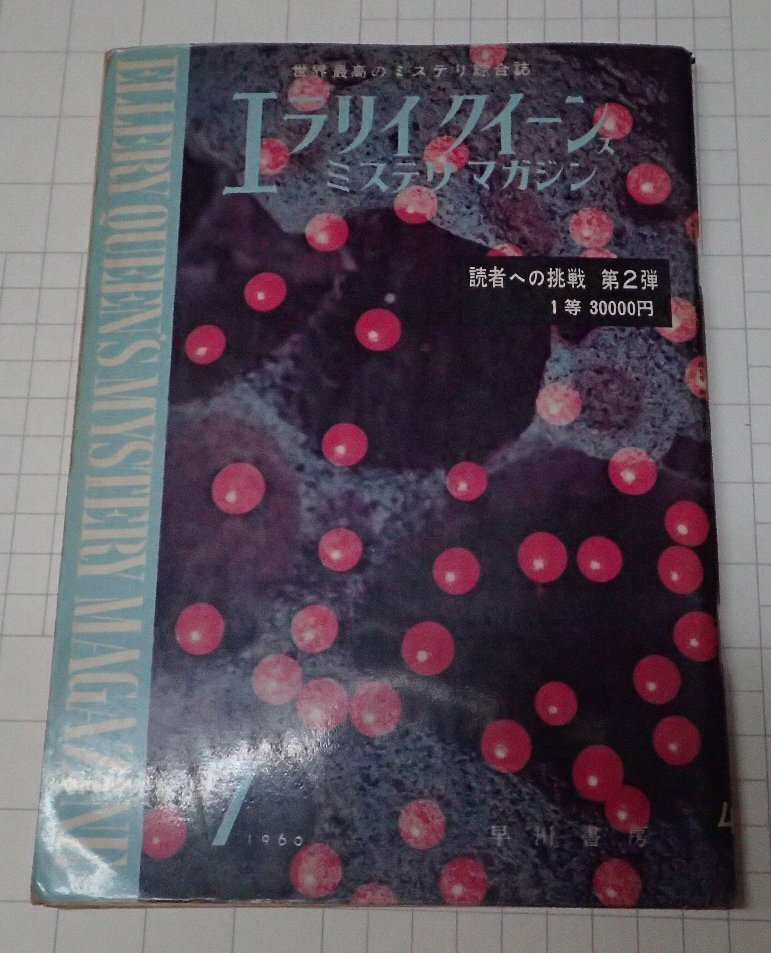 世界最高のミステリ総合誌
エラリイ クイーンズ
ミステリ マガジン
読者への挑戦 第2弾
1等 30000円
ELLERY QUEEN'S MYSTERY MAGAZINE
7
1960
早川書房